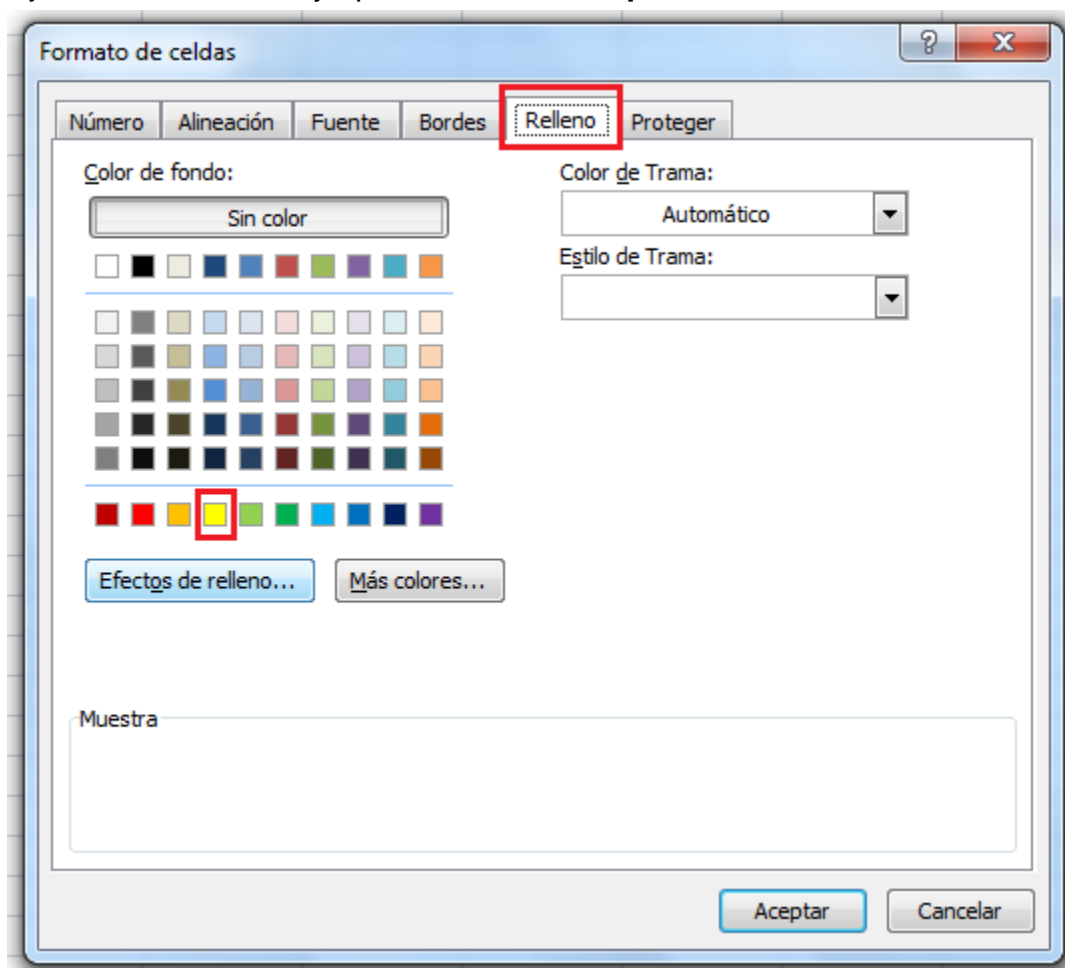 Formato de celdas
Número Alineación Fuente Bordes Relleno Proteger
Color de fondo:
Sin color
Color de Trama:
Automático
Estilo de Trama:
Efectos de relleno...
Más colores...
Muestra
Aceptar
Cancelar